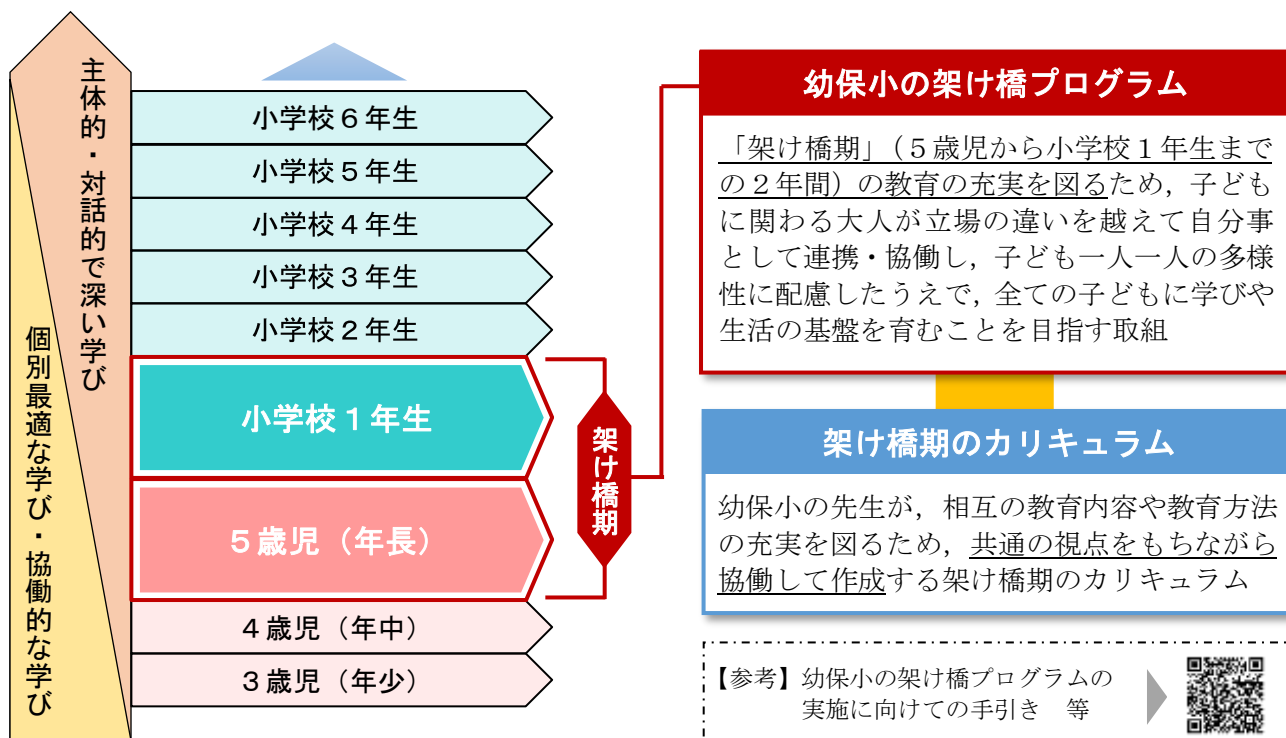 主体的・対話的で深い学び
個別最適な学び・協働的な学び
小学校６年生
小学校５年生
小学校４年生
小学校３年生
小学校２年生
小学校１年生
５歳児（年長）
４歳児（年中）
３歳児（年少）
架け橋期
幼保小の架け橋プログラム
「架け橋期」（５歳児から小学校１年生まで
の２年間）の教育の充実を図るため，子ども
に関わる大人が立場の違いを越えて自分事
として連携・協働し，子ども一人一人の多様
性に配慮したうえで，全ての子どもに学びや
生活の基盤を育むことを目指す取組
架け橋期のカリキュラム
幼保小の先生が，相互の教育内容や教育方法
の充実を図るため，共通の視点をもちながら
協働して作成する架け橋期のカリキュラム
【参考】幼保小の架け橋プログラムの
実施に向けての手引き　等